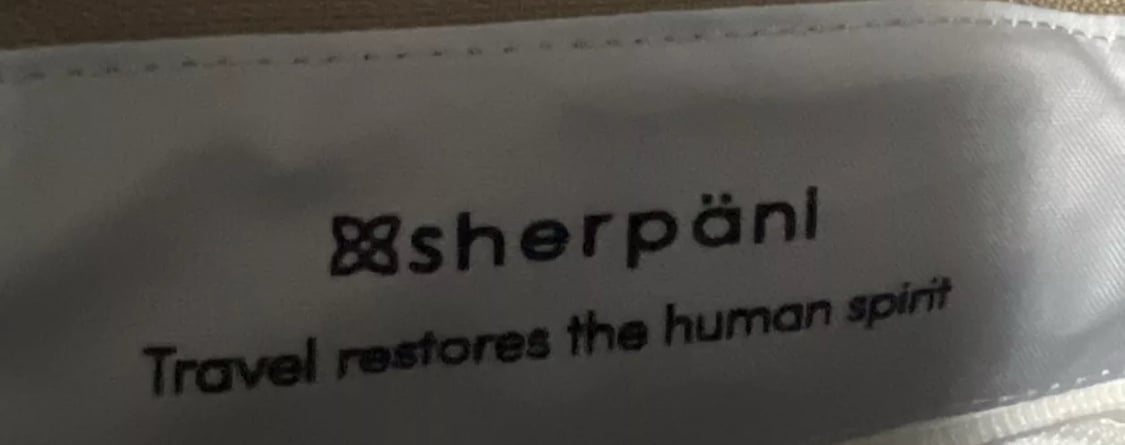 sherpäni
Travel restores the human spirit